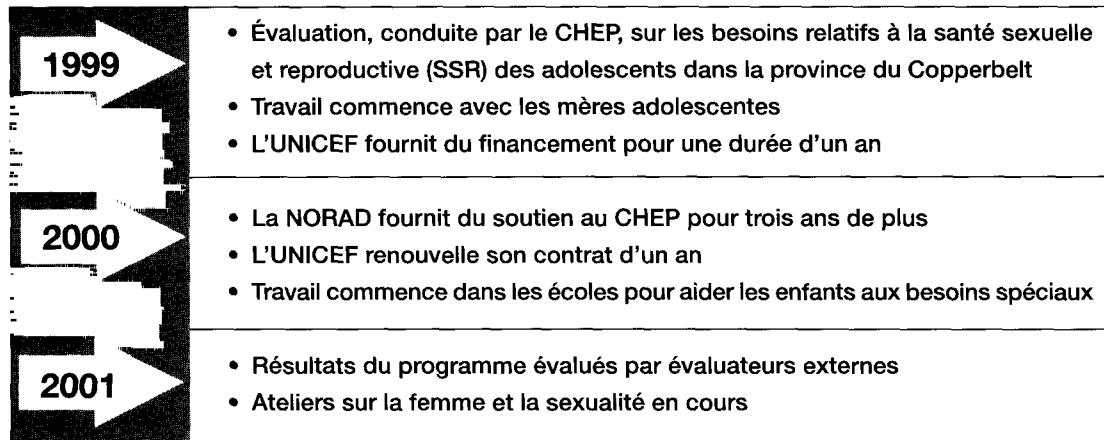 1999
• Évaluation, conduite par le CHEP, sur les besoins relatifs à la santé sexuelle
et reproductive (SSR) des adolescents dans la province du Copperbelt
• Travail commence avec les mères adolescentes
• L'UNICEF fournit du financement pour une durée d'un an
2000
• La NORAD fournit du soutien au CHEP pour trois ans de plus
• L'UNICEF renouvelle son contrat d'un an
• Travail commence dans les écoles pour aider les enfants aux besoins spéciaux
2001
• Résultats du programme évalués par évaluateurs externes
• Ateliers sur la femme et la sexualité en cours